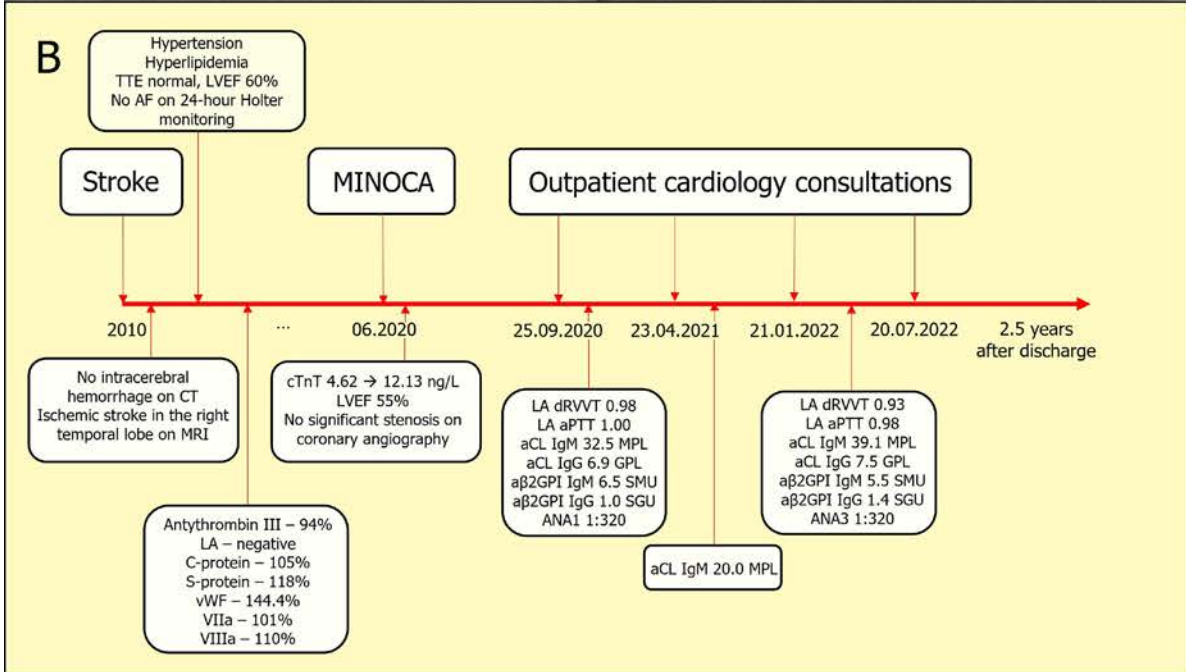 B
Hypertension
Hyperlipidemia
TTE normal, LVEF 60%
No AF on 24-hour Holter
monitoring
Stroke
MINOCA
Outpatient cardiology consultations
2010
...
06.2020
25.09.2020
23.04.2021
21.01.2022
20.07.2022
2.5 years
after discharge
No intracerebral
hemorrhage on CT
Ischemic stroke in the right
temporal lobe on MRI
cTnT 4.62 → 12.13 ng/L
LVEF 55%
No significant stenosis on
coronary angiography
LA dRVVT 0.98
LA aPTT 1.00
aCL IgM 32.5 MPL
aCL IgG 6.9 GPL
aβ2GPI IgM 6.5 SMU
aβ2GPI IgG 1.0 SGU
ANA1 1:320
LA dRVVT 0.93
LA aPTT 0.98
aCL IgM 39.1 MPL
aCL IgG 7.5 GPL
aβ2GPI IgM 5.5 SMU
aβ2GPI IgG 1.4 SGU
ANA3 1:320
Antythrombin III – 94%
LA – negative
C-protein – 105%
S-protein – 118%
vWF – 144.4%
VIIa – 101%
VIIIa – 110%
aCL IgM 20.0 MPL